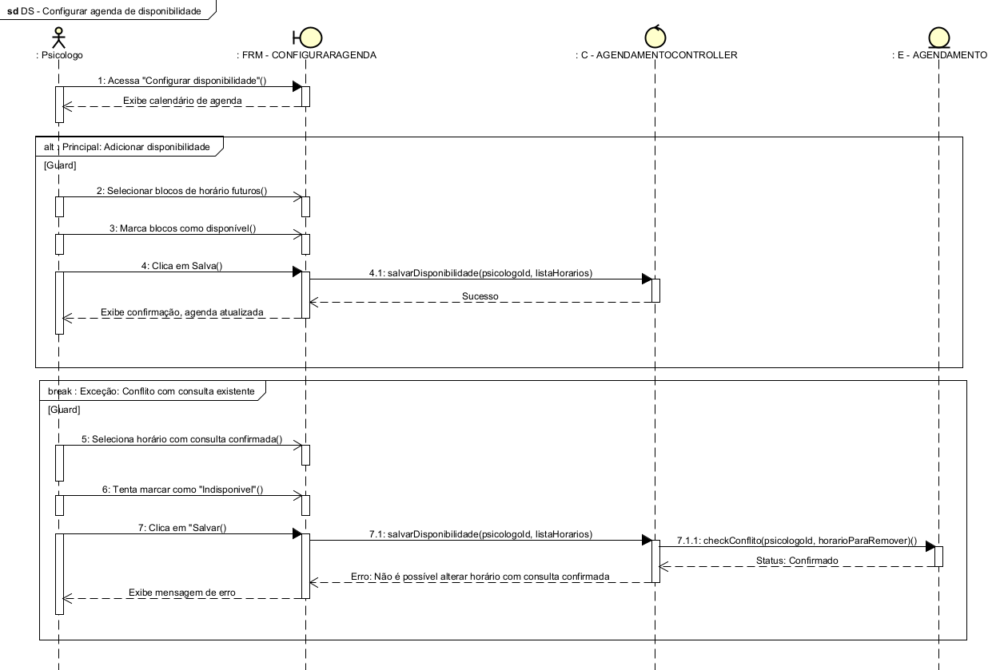 sd DS - Configurar agenda de disponibilidade
: Psicologo
: FRM - CONFIGURARAGENDA
: C - AGENDAMENTOCONTROLLER
: E - AGENDAMENTO
1: Acessa "Configurar disponibilidade"()
Exibe calendário de agenda
alt : Principal: Adicionar disponibilidade
[Guard]
2: Selecionar blocos de horário futuros()
3: Marca blocos como disponível()
4: Clica em Salva()
4.1: salvarDisponibilidade(psicologoId, listaHorarios)
Sucesso
Exibe confirmação, agenda atualizada
break : Exceção: Conflito com consulta existente
[Guard]
5: Seleciona horário com consulta confirmada()
6: Tenta marcar como "Indisponivel"()
7: Clica em "Salvar()
7.1: salvarDisponibilidade(psicologoId, listaHorarios)
7.1.1: checkConflito(psicologoId, horarioParaRemover)()
Status: Confirmado
Erro: Não é possível alterar horário com consulta confirmada
Exibe mensagem de erro